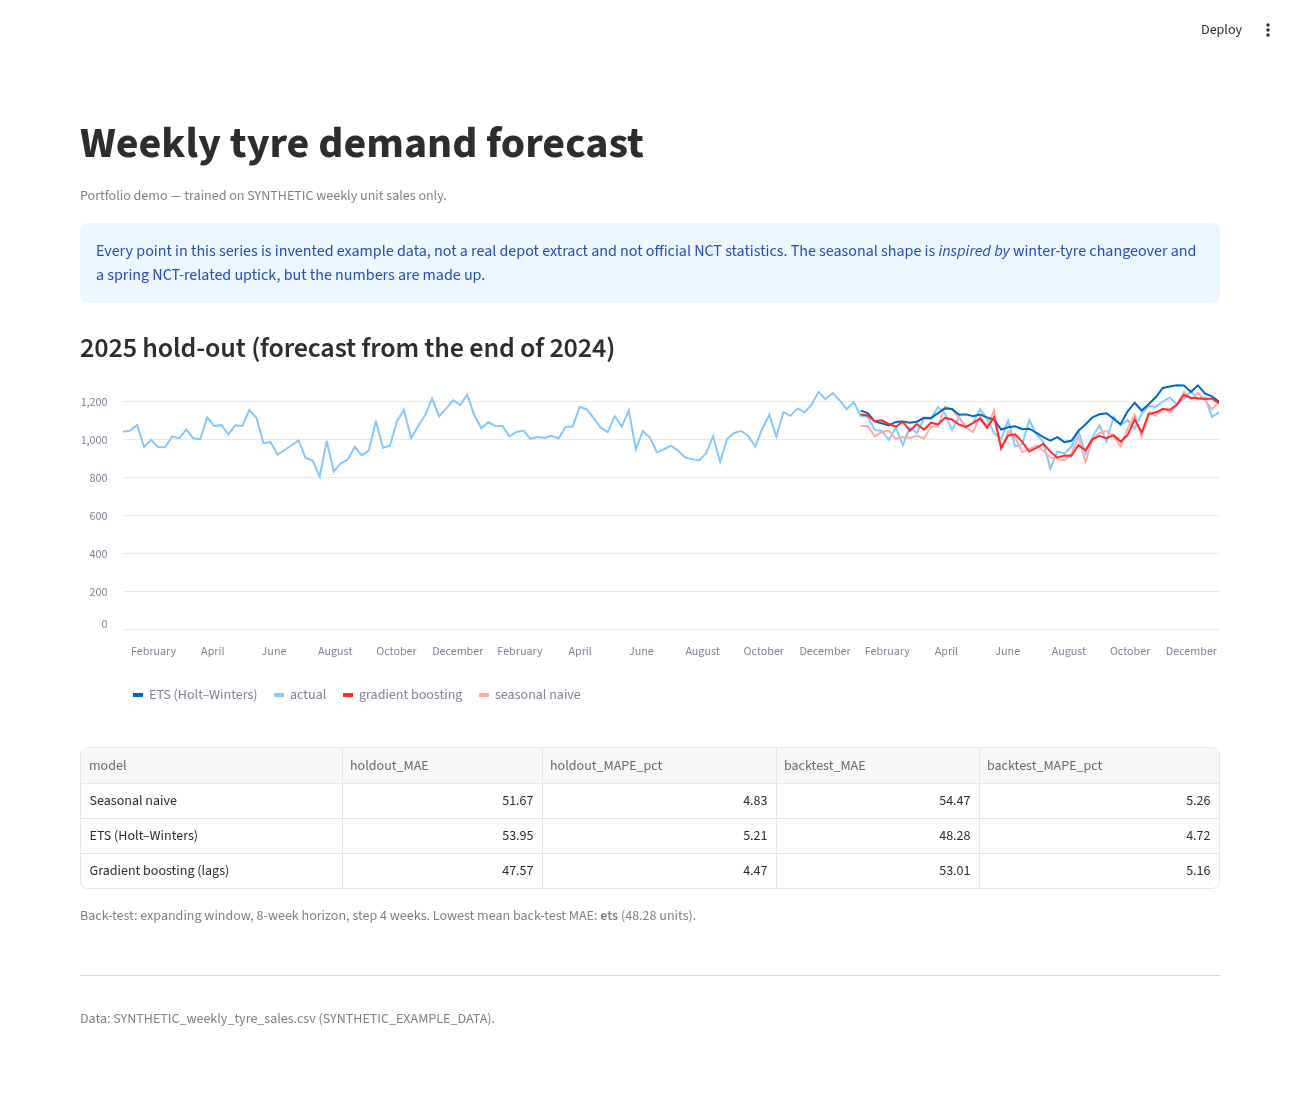 Deploy
Weekly tyre demand forecast
Portfolio demo — trained on SYNTHETIC weekly unit sales only.
Every point in this series is invented example data, not a real depot extract and not official NCT statistics. The seasonal shape is inspired by winter-tyre changeover and
a spring NCT-related uptick, but the numbers are made up.
2025 hold-out (forecast from the end of 2024)
1,200
1,000
800
600
400
200
0
February April June August October December February April June August October December February April June August October December
ETS (Holt–Winters) actual gradient boosting seasonal naive
model holdout_MAE holdout_MAPE_pct backtest_MAE backtest_MAPE_pct
Seasonal naive 51.67 4.83 54.47 5.26
ETS (Holt–Winters) 53.95 5.21 48.28 4.72
Gradient boosting (lags) 47.57 4.47 53.01 5.16
Back-test: expanding window, 8-week horizon, step 4 weeks. Lowest mean back-test MAE: ets (48.28 units).
Data: SYNTHETIC_weekly_tyre_sales.csv (SYNTHETIC_EXAMPLE_DATA).